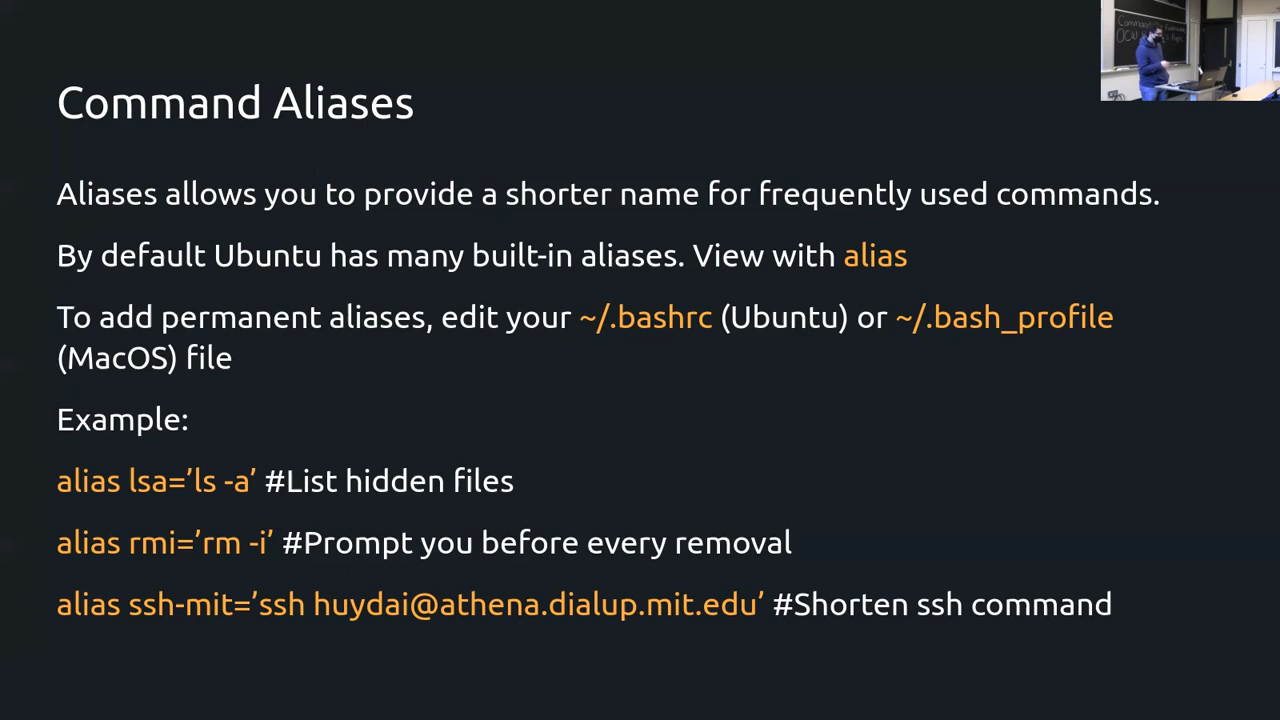 Command Aliases
Aliases allows you to provide a shorter name for frequently used commands.
By default Ubuntu has many built-in aliases. View with alias
To add permanent aliases, edit your ~/.bashrc (Ubuntu) or ~/.bash_profile
(MacOS) file
Example:
alias lsa=’ls -a’ #List hidden files
alias rmi=’rm -i’ #Prompt you before every removal
alias ssh-mit=’ssh huydai@athena.dialup.mit.edu’ #Shorten ssh command